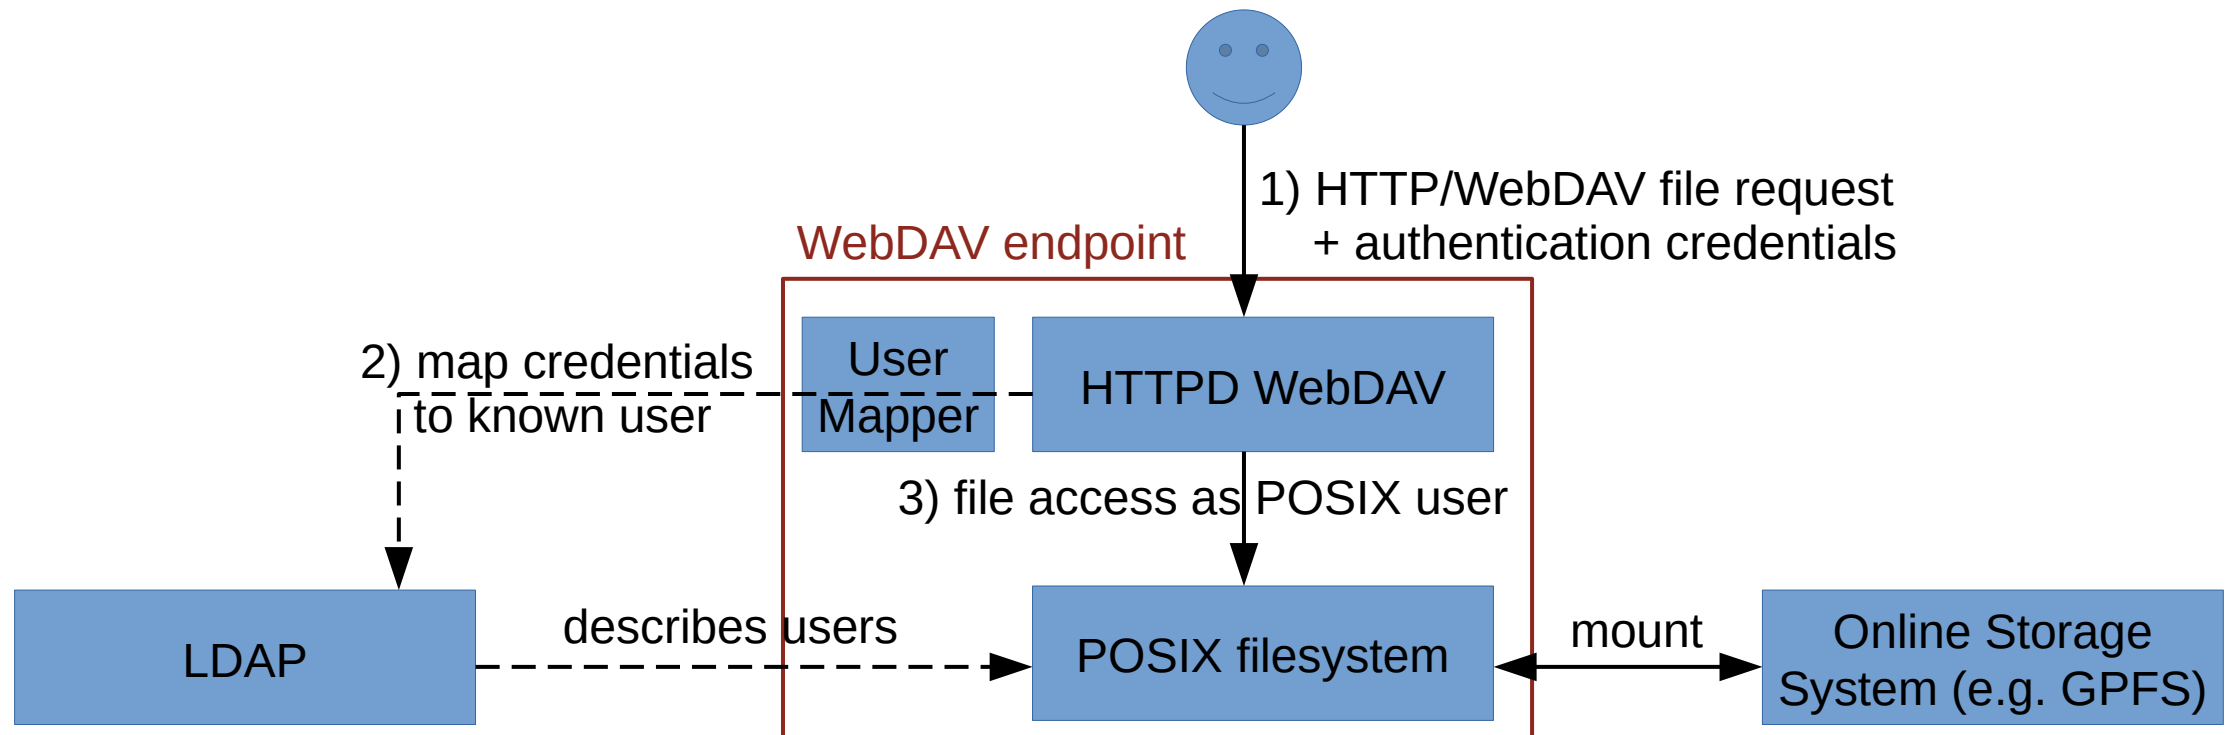 1) HTTP/WebDAV file request
+ authentication credentials
WebDAV endpoint
2) map credentials
to known user
User
Mapper
HTTPD WebDAV
3) file access as POSIX user
LDAP
describes users
POSIX filesystem
mount
Online Storage
System (e.g. GPFS)